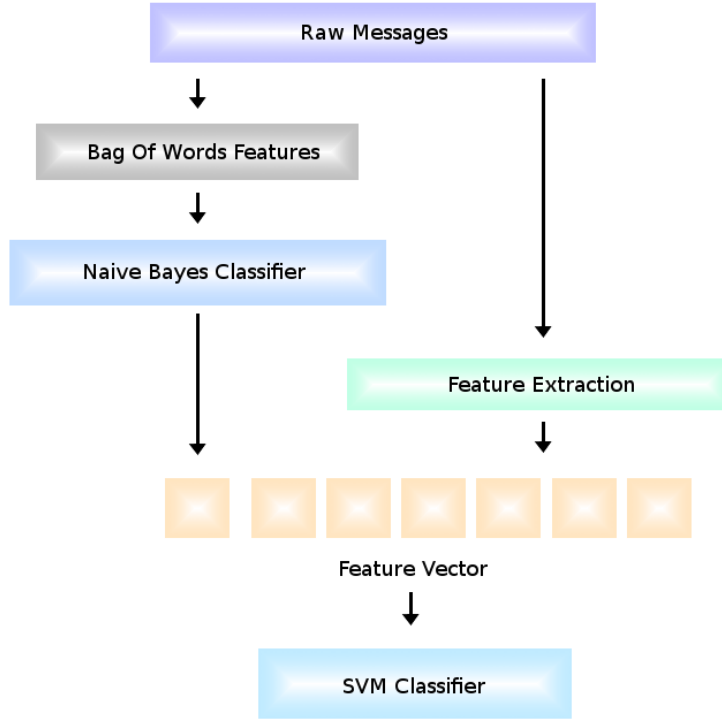 Raw Messages
Bag Of Words Features
Naive Bayes Classifier
Feature Extraction
Feature Vector
SVM Classifier